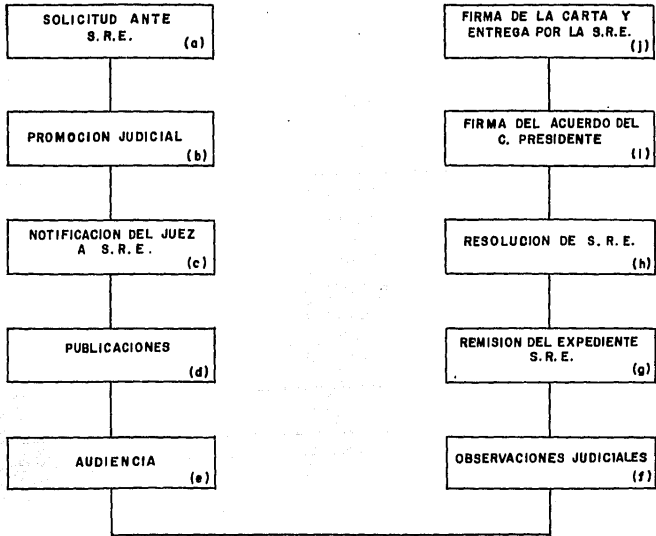 SOLICITUD ANTE
S.R.E.
(a)
PROMOCION JUDICIAL
(b)
NOTIFICACION DEL JUEZ
A S.R.E.
(c)
PUBLICACIONES
(d)
AUDIENCIA
(e)
OBSERVACIONES JUDICIALES
(f)
REMISION DEL EXPEDIENTE
S.R.E.
(g)
RESOLUCION DE S.R.E.
(h)
FIRMA DEL ACUERDO DEL
C. PRESIDENTE
(i)
FIRMA DE LA CARTA Y
ENTREGA POR LA S.R.E.
(j)